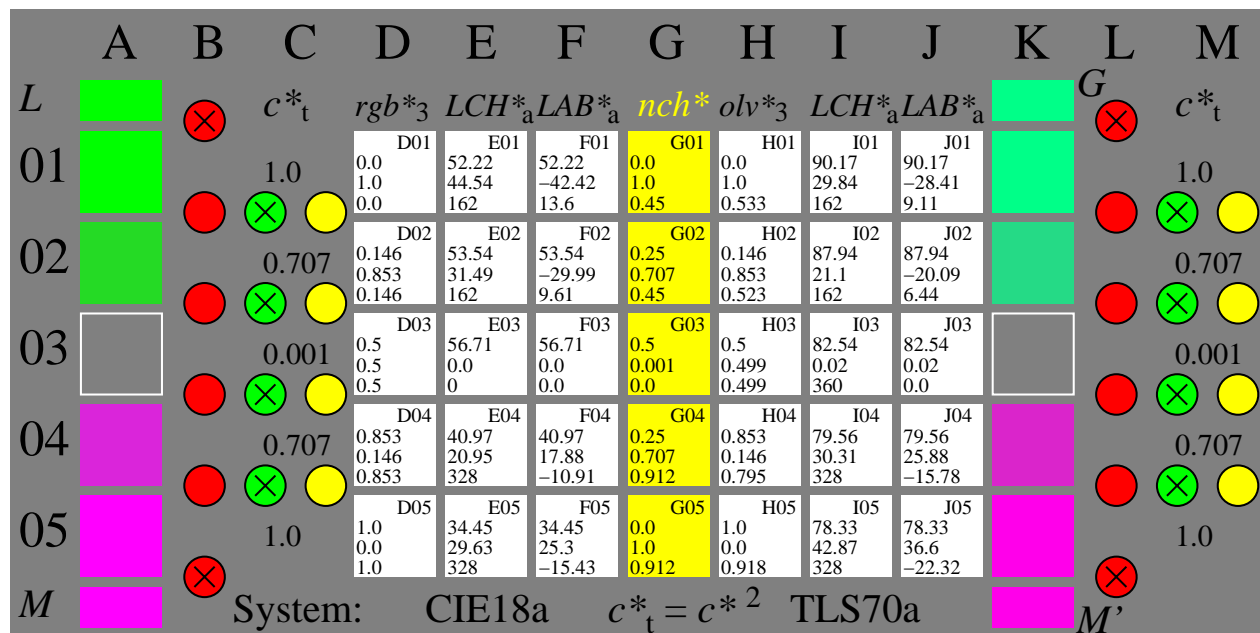 A B C D E F G H I J K L M
L c*t rgb*3 LCH*a LAB*a nch* olv*3 LCH*a LAB*a G c*t
01 1.0 1.0
D01 E01 F01 G01 H01 I01 J01
0.0 52.22 52.22 0.0 0.0 90.17 90.17
1.0 44.54 −42.42 1.0 1.0 29.84 −28.41
0.0 162 13.6 0.45 0.533 162 9.11
02 0.707 0.707
D02 E02 F02 G02 H02 I02 J02
0.146 53.54 53.54 0.25 0.146 87.94 87.94
0.853 31.49 −29.99 0.707 0.853 21.1 −20.09
0.146 162 9.61 0.45 0.523 162 6.44
03 0.001 0.001
D03 E03 F03 G03 H03 I03 J03
0.5 56.71 56.71 0.5 0.5 82.54 82.54
0.5 0.0 0.0 0.001 0.499 0.02 0.02
0.5 0 0.0 0.0 0.499 360 0.0
04 0.707 0.707
D04 E04 F04 G04 H04 I04 J04
0.853 40.97 40.97 0.25 0.853 79.56 79.56
0.146 20.95 17.88 0.707 0.146 30.31 25.88
0.853 328 −10.91 0.912 0.795 328 −15.78
05 1.0 1.0
D05 E05 F05 G05 H05 I05 J05
1.0 34.45 34.45 0.0 1.0 78.33 78.33
0.0 29.63 25.3 1.0 0.0 42.87 36.6
1.0 328 −15.43 0.912 0.918 328 −22.32
M System: CIE18a c*t = c* 2 TLS70a M'